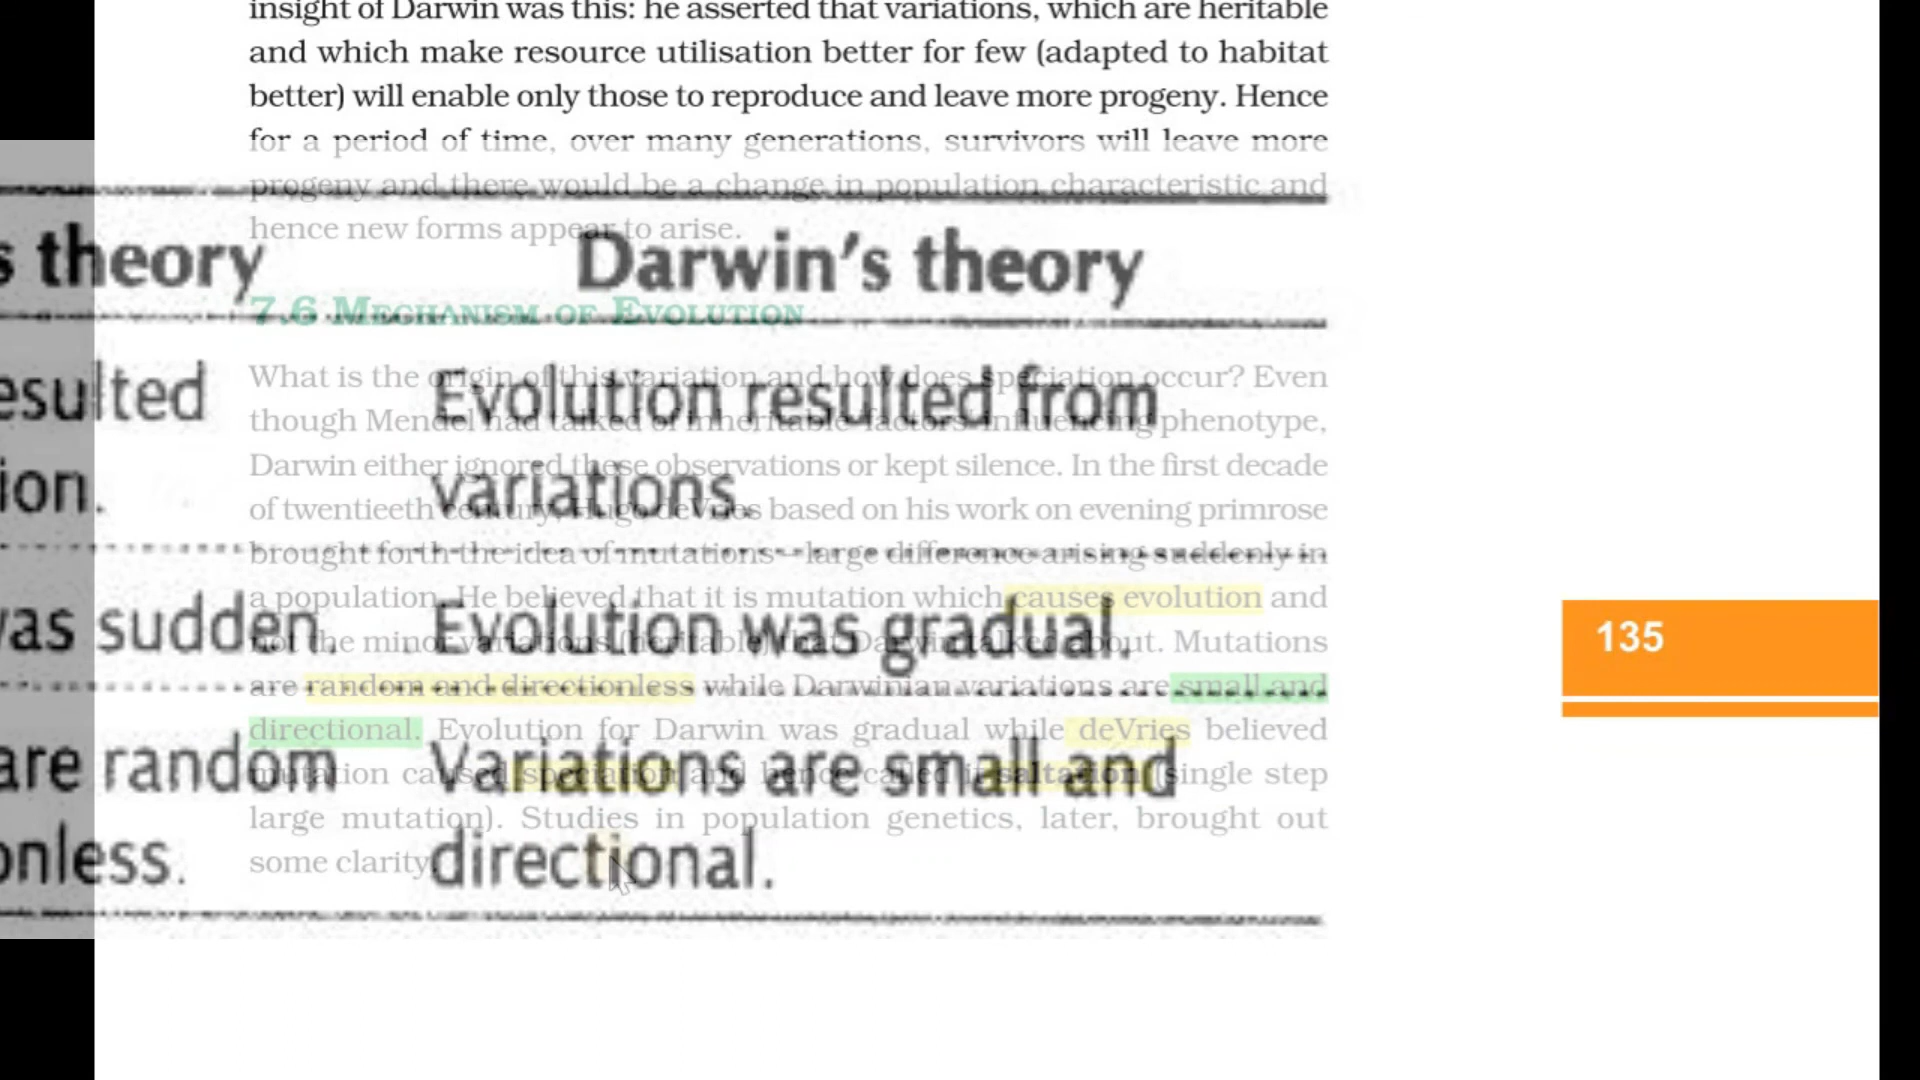 insight of Darwin was this: he asserted that variations, which are heritable
and which make resource utilisation better for few (adapted to habitat
better) will enable only those to reproduce and leave more progeny. Hence
for a period of time, over many generations, survivors will leave more
progeny and there would be a change in population characteristic and
hence new forms appear to arise.
s theory
Darwin's theory
7.6 MECHANISM OF EVOLUTION
What is the origin of this variation and how does speciation occur? Even
though Mendel had talked of inheritable 'factors' influencing phenotype,
Darwin either ignored these observations or kept silence. In the first decade
of twentieeth century, Hugo deVries based on his work on evening primrose
brought forth the idea of mutations – large difference arising suddenly in
a population. He believed that it is mutation which causes evolution and
not the minor variations (heritable) that Darwin talked about. Mutations
are random and directionless while Darwinian variations are small and
directional. Evolution for Darwin was gradual while deVries believed
mutation caused speciation and hence called it saltation (single step
large mutation). Studies in population genetics, later, brought out
some clarity.
esulted
ion.
Evolution resulted from
variations.
vas sudden.
Evolution was gradual.
are random
onless.
Variations are small and
directional.
135